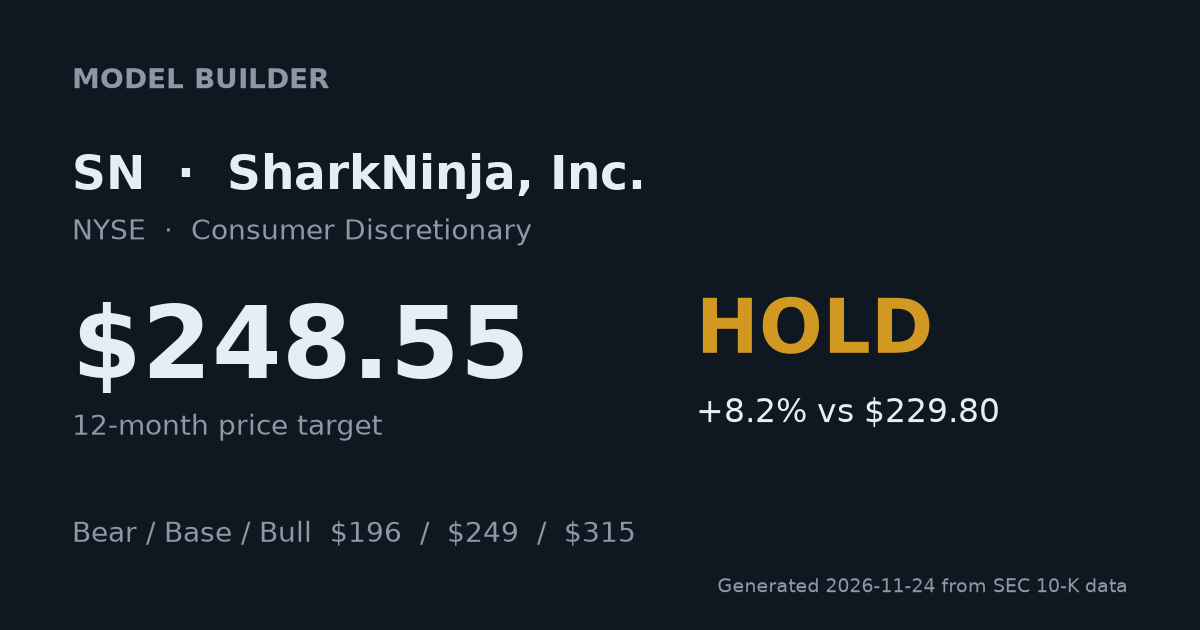 MODEL BUILDER
SN · SharkNinja, Inc.
NYSE · Consumer Discretionary
$248.55
HOLD
12-month price target
+8.2% vs $229.80
Bear / Base / Bull $196 / $249 / $315
Generated 2026-11-24 from SEC 10-K data